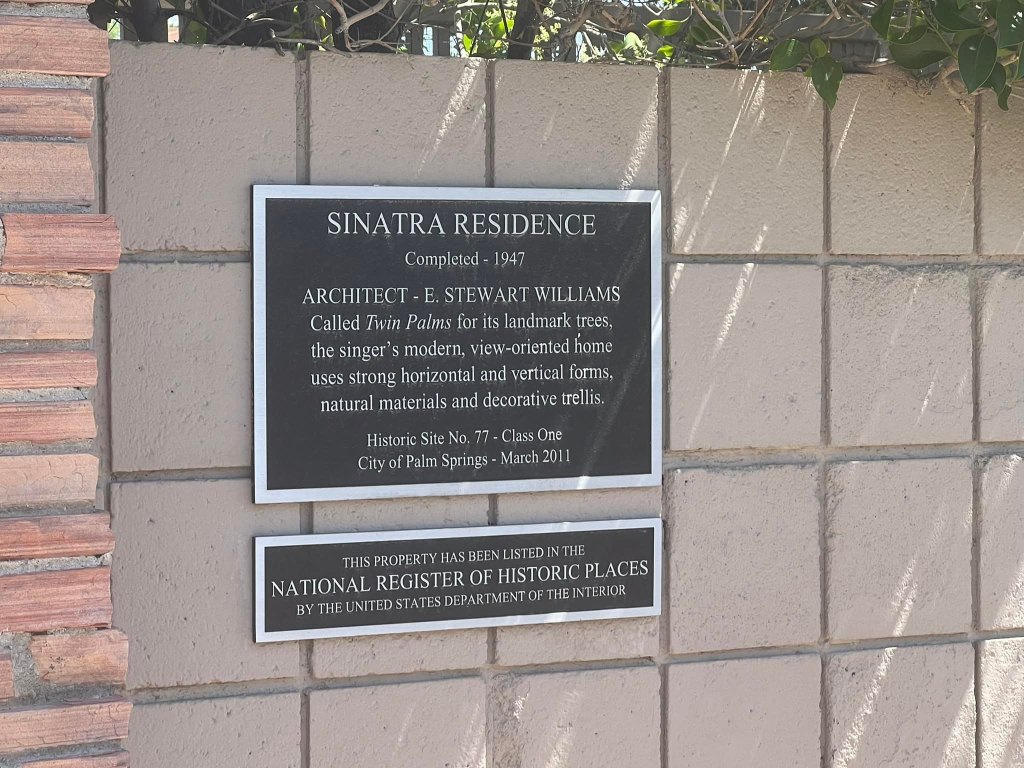 SINATRA RESIDENCE
Completed - 1947
ARCHITECT - E. STEWART WILLIAMS
Called Twin Palms for its landmark trees,
the singer’s modern, view-oriented home
uses strong horizontal and vertical forms,
natural materials and decorative trellis.
Historic Site No. 77 - Class One
City of Palm Springs - March 2011
THIS PROPERTY HAS BEEN LISTED IN THE
NATIONAL REGISTER OF HISTORIC PLACES
BY THE UNITED STATES DEPARTMENT OF THE INTERIOR